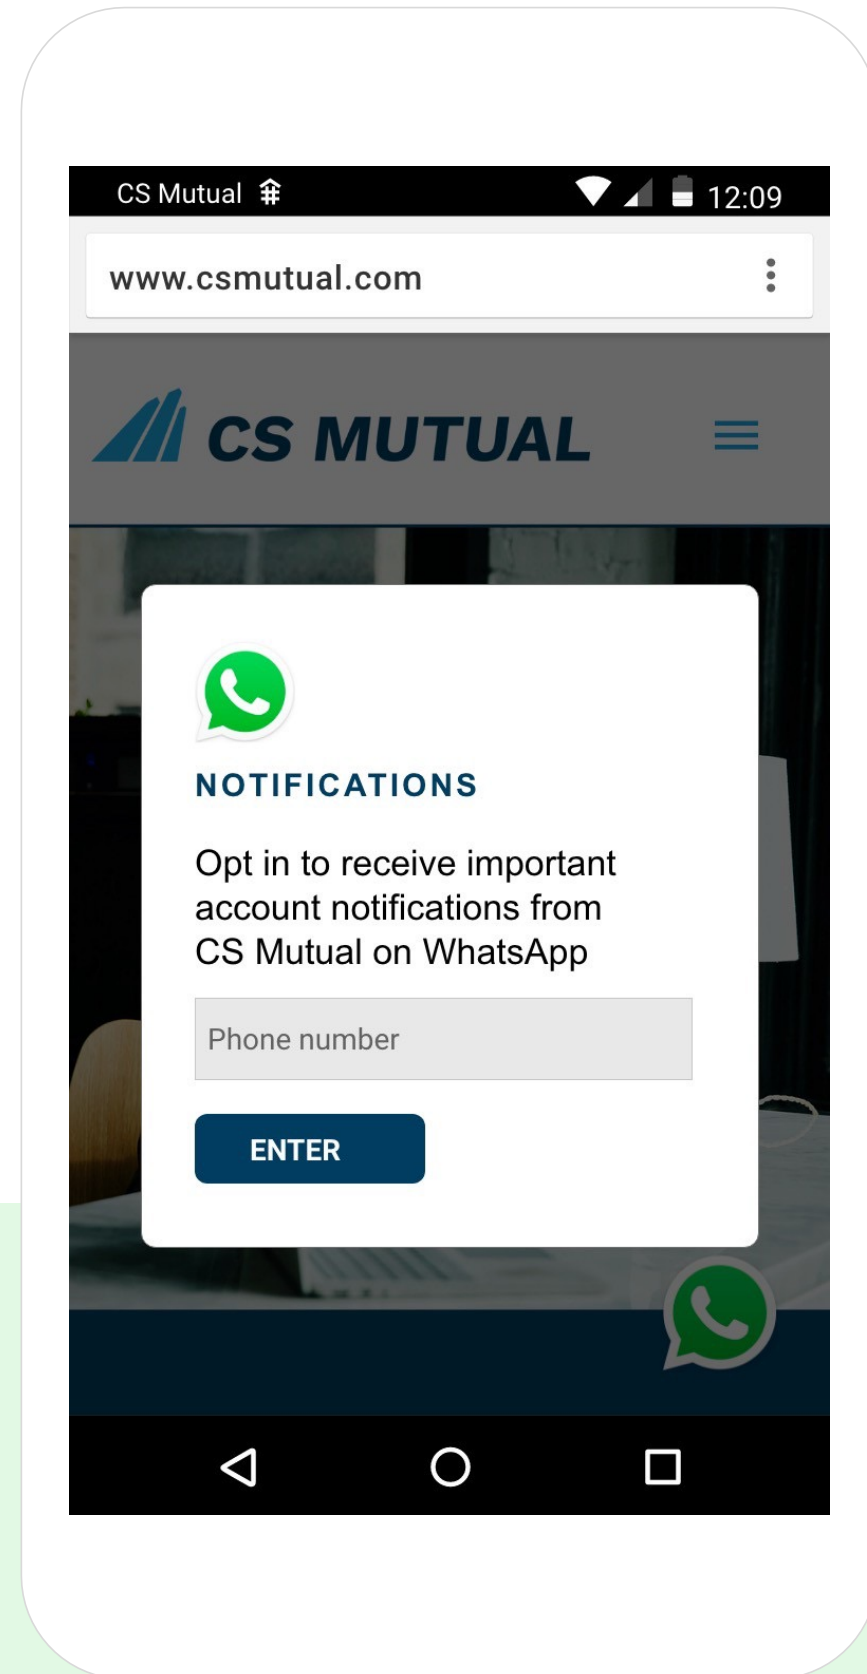 CS Mutual
12:09
www.csmutual.com
CS MUTUAL
NOTIFICATIONS
Opt in to receive important
account notifications from
CS Mutual on WhatsApp
Phone number
ENTER